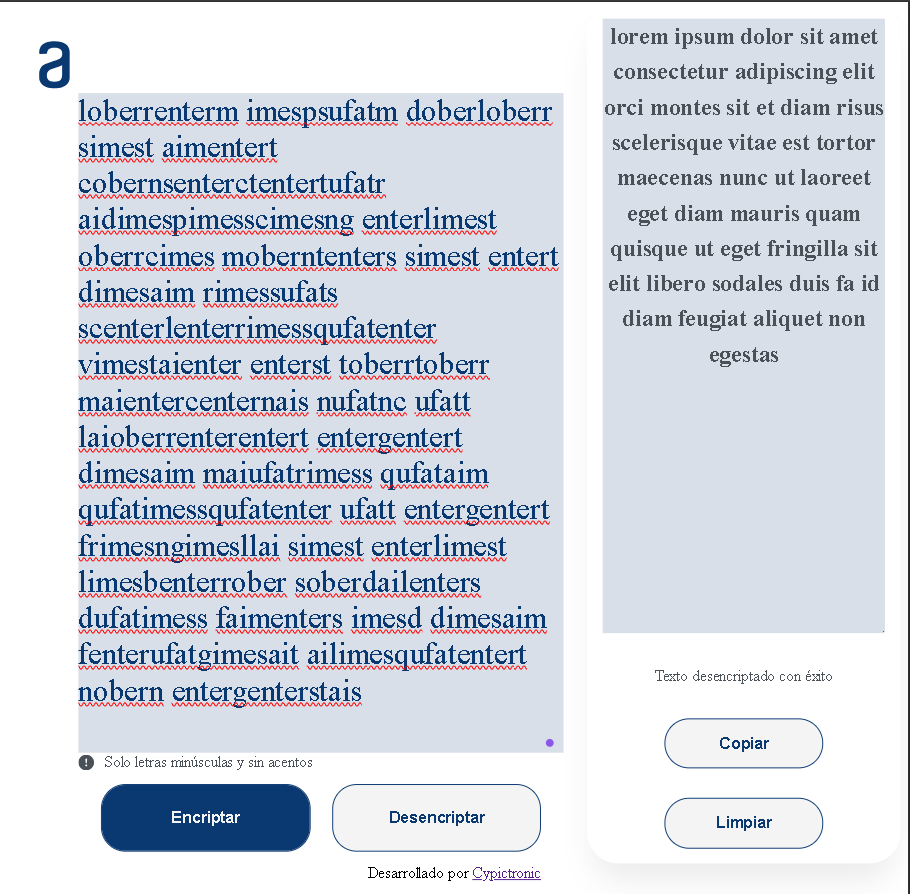 a
loberrenterm imespsufatm doberloberr
simest aimentert
cobernsenterctentertufatr
aidimespimesscimesng enterlimest
oberrcimes moberntenters simest entert
dimesaim rimessufats
scenterlenterrimessqufatenter
vimestaienter enterst toberrtoberr
maientercenternais nufatnc ufatt
laioberrenterentert entergentert
dimesaim maiufatrimess qufataim
qufatimessqufatenter ufatt entergentert
frimesngimesllai simest enterlimest
limesbenterrober soberdailenters
dufatimess faimenters imesd dimesaim
fenterufatgimesait ailimesqufatentert
nobern entergenterstais
Solo letras minúsculas y sin acentos
Encriptar
Desencriptar
Desarrollado por Cypictronic
lorem ipsum dolor sit amet
consectetur adipiscing elit
orci montes sit et diam risus
scelerisque vitae est tortor
maecenas nunc ut laoreet
eget diam mauris quam
quisque ut eget fringilla sit
elit libero sodales duis fa id
diam feugiat aliquet non
egestas
Texto desencriptado con éxito
Copiar
Limpiar